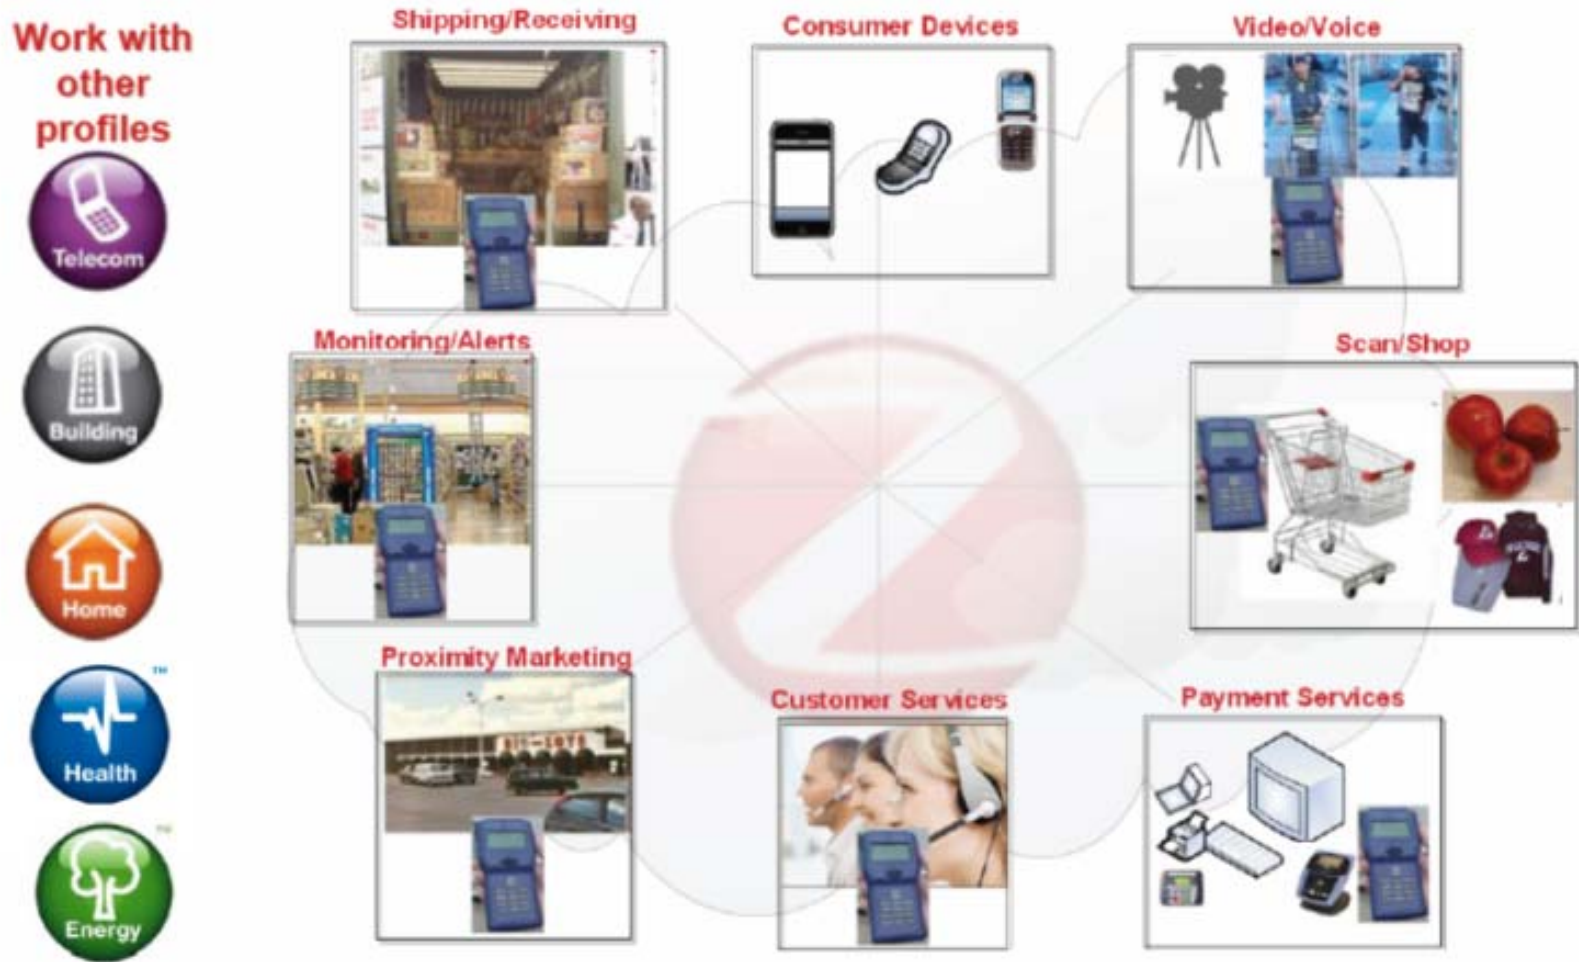 Work with
other
profiles
Telecom
Building
Home
Health
TM
Energy
Shipping/Receiving
Consumer Devices
Video/Voice
Monitoring/Alerts
Scan/Shop
Proximity Marketing
Customer Services
Payment Services